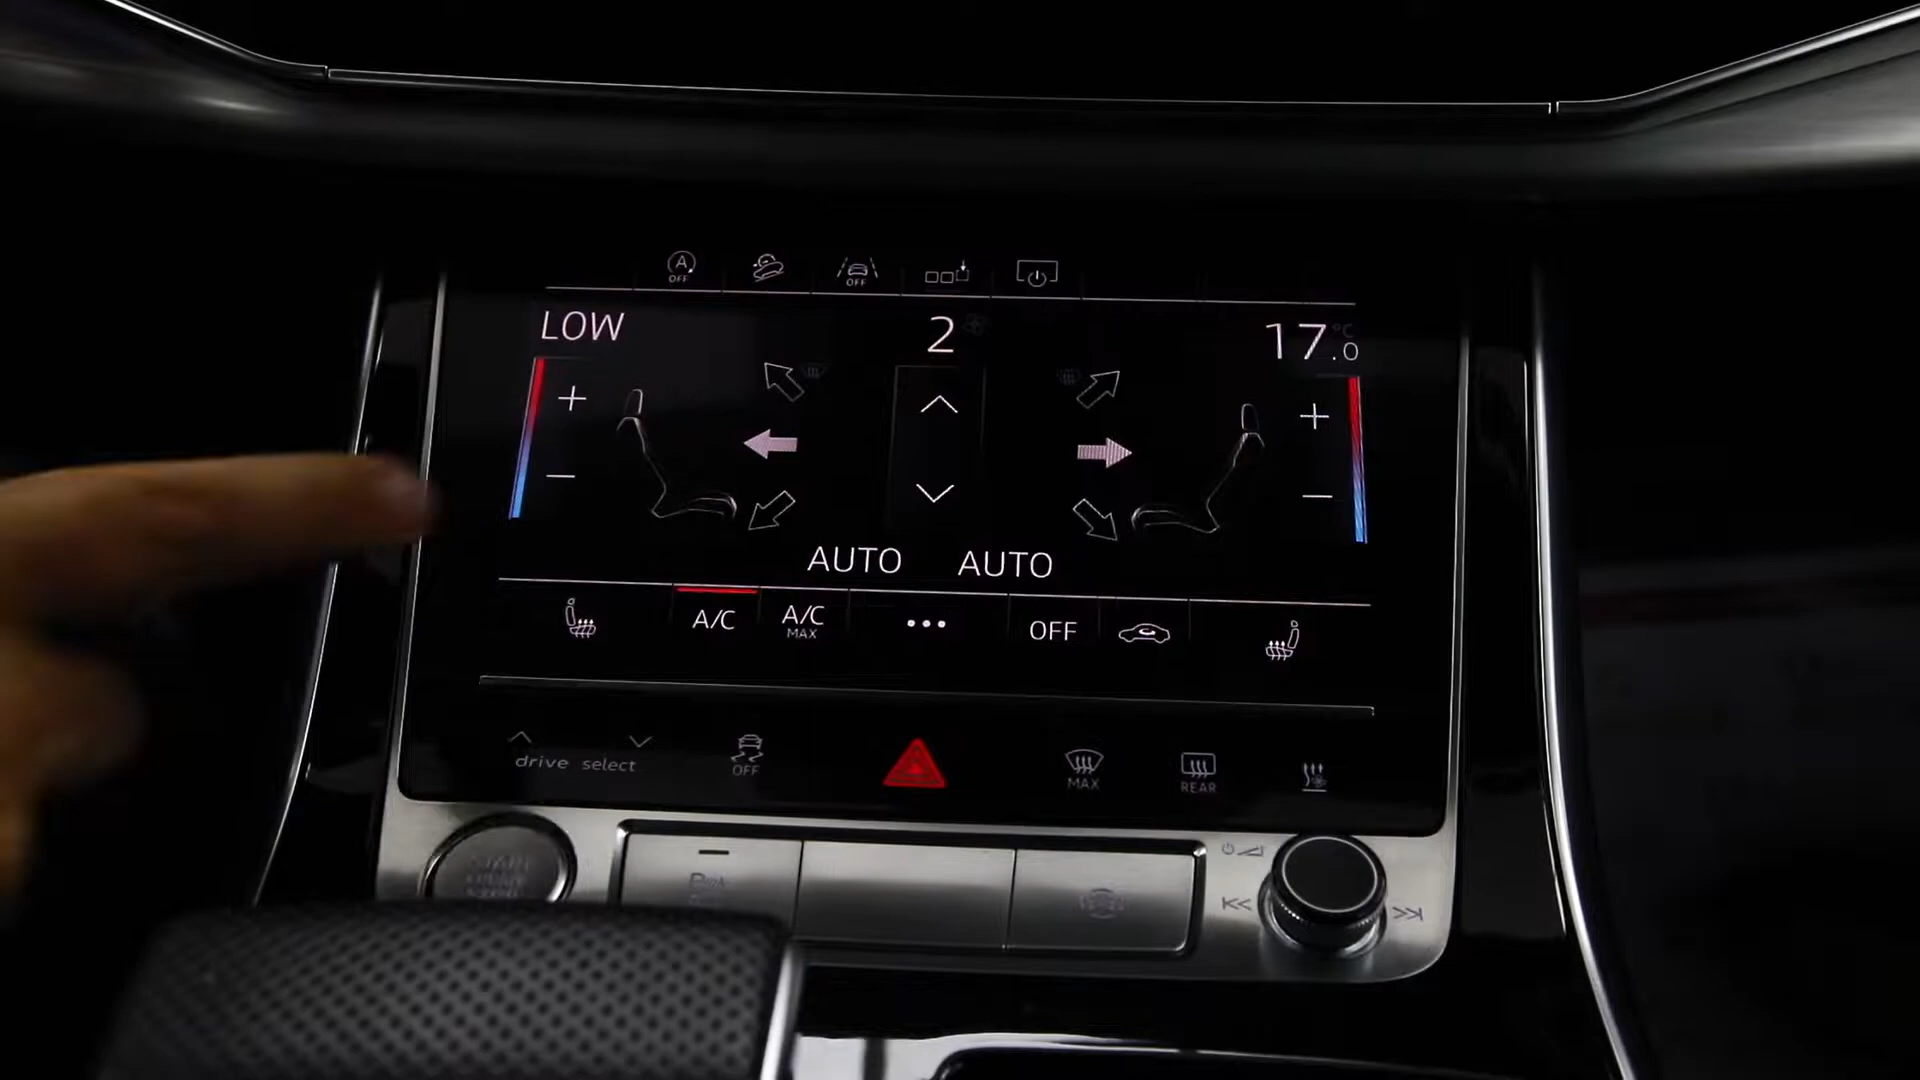 A
OFF
OFF
LOW
2
17.0 °C
AUTO AUTO
A/C
A/C
MAX
OFF
drive select
OFF
MAX
REAR
START